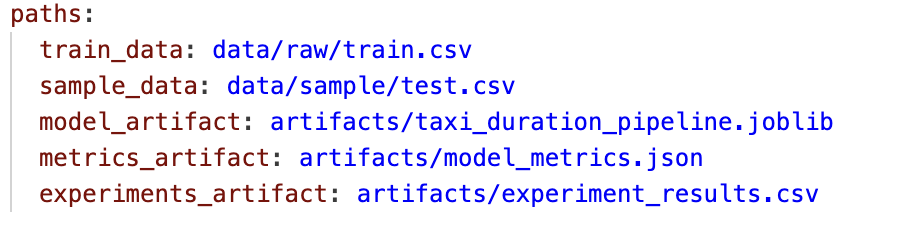 paths:
  train_data: data/raw/train.csv
  sample_data: data/sample/test.csv
  model_artifact: artifacts/taxi_duration_pipeline.joblib
  metrics_artifact: artifacts/model_metrics.json
  experiments_artifact: artifacts/experiment_results.csv